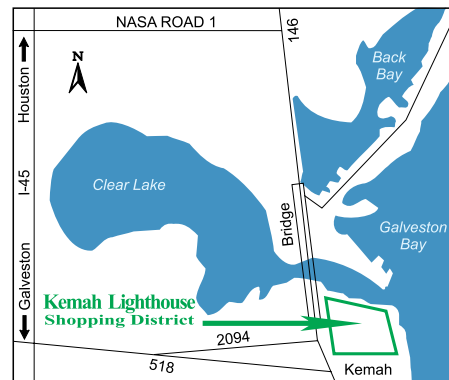 NASA ROAD 1
146
Houston
N
Back
Bay
I-45
Clear Lake
Bridge
Galveston
Bay
Galveston
Kemah Lighthouse
Shopping District
2094
518
Kemah